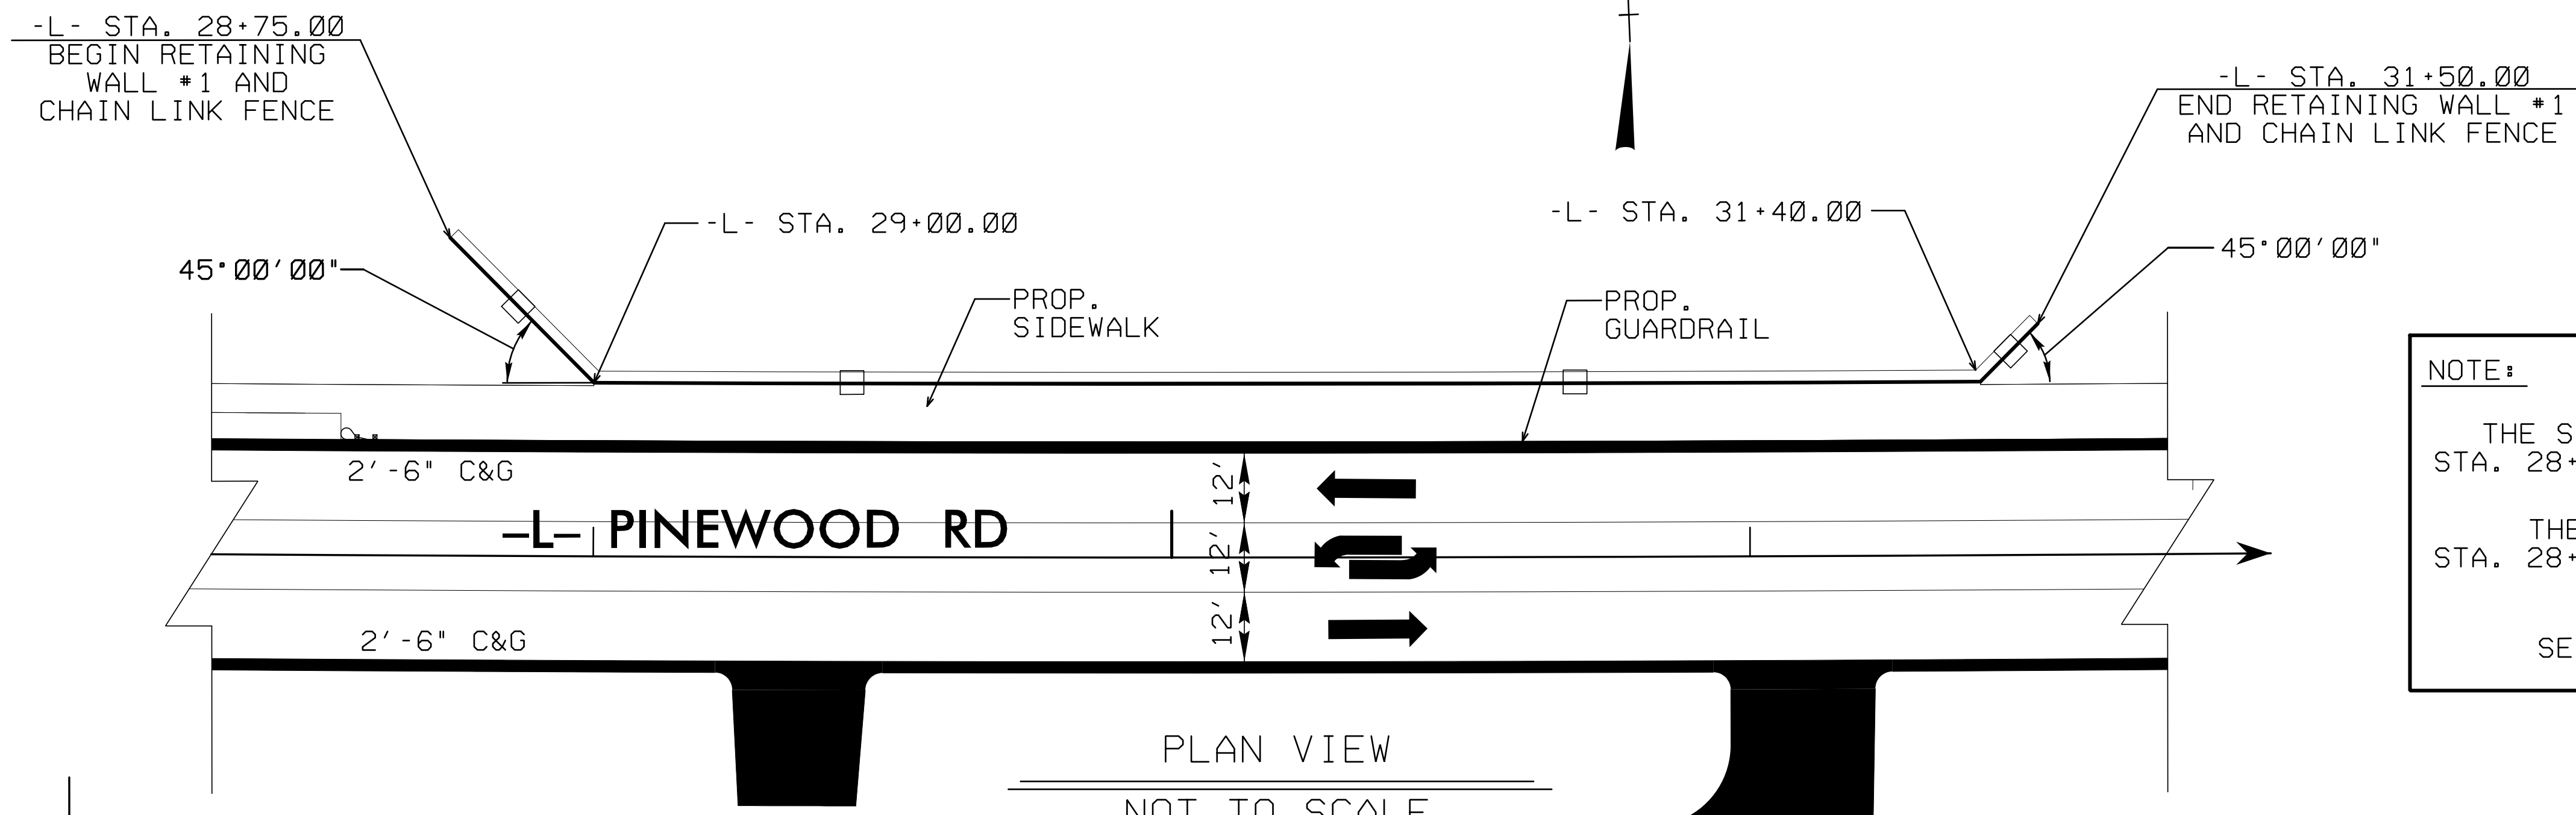 -L- STA. 28+75.00
BEGIN RETAINING
WALL #1 AND
CHAIN LINK FENCE
-L- STA. 31+50.00
END RETAINING WALL #1
AND CHAIN LINK FENCE
-L- STA. 29+00.00
-L- STA. 31+40.00
45°00'00"
45°00'00"
PROP.
SIDEWALK
PROP.
GUARDRAIL
NOTE:
THE S
STA. 28+
THE
STA. 28+
SE
2'-6" C&G
12'
-L- PINEWOOD RD
12'
12'
2'-6" C&G
PLAN VIEW
NOT TO SCALE